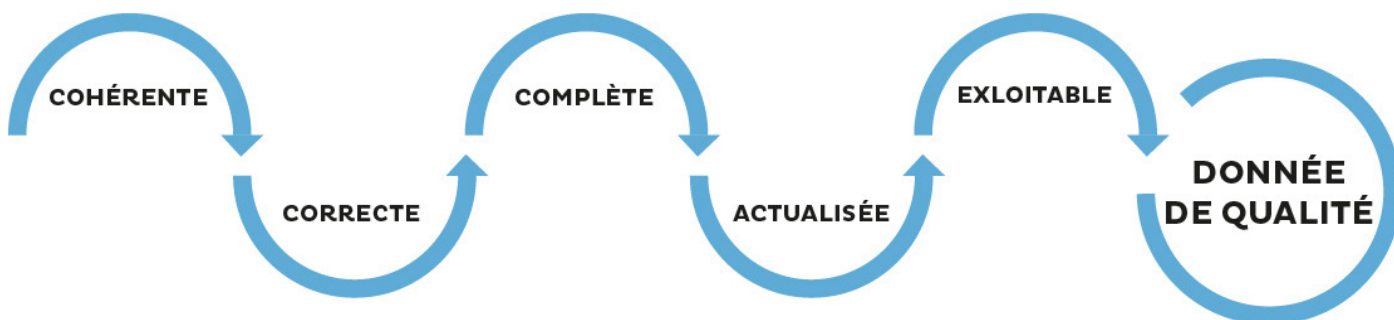 COHÉRENTE
CORRECTE
COMPLÈTE
ACTUALISÉE
EXLOITABLE
DONNÉE
DE QUALITÉ